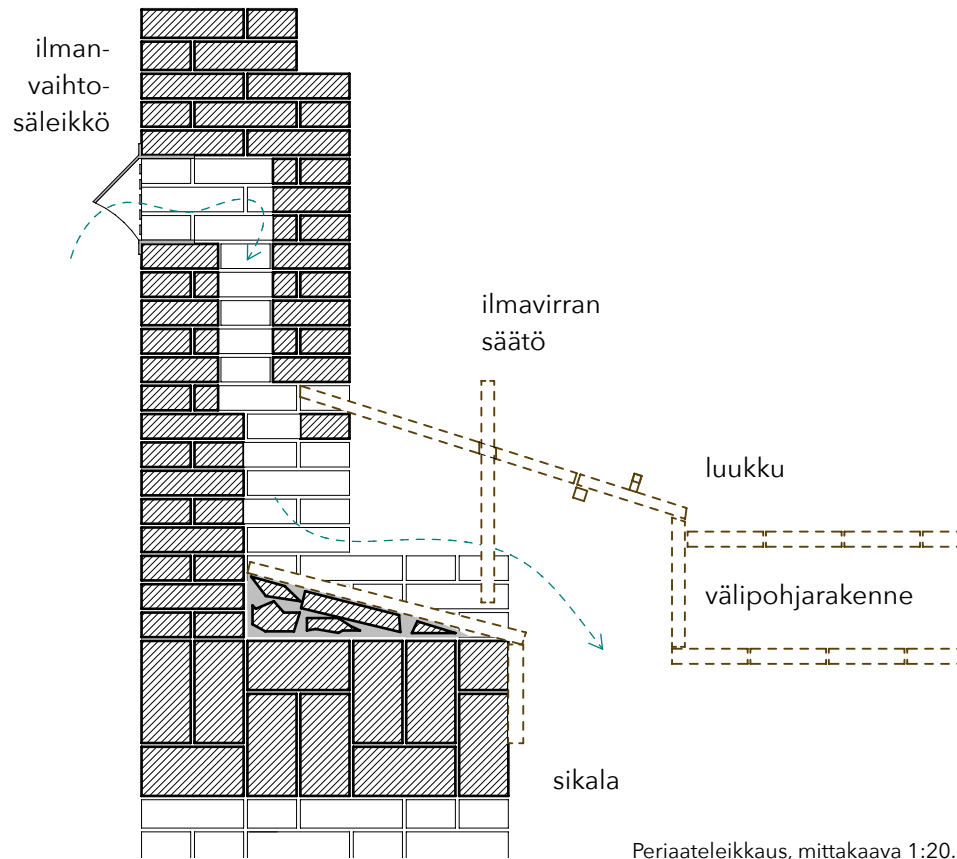 ilman-
vaihto-
säleikkö
ilmavirran
säätö
luukku
välipohjarakenne
sikala
Periaateleikkaus, mittakaava 1:20.